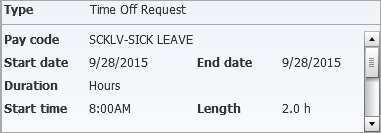 Type Time Off Request
Pay code SCKLV-SICK LEAVE
Start date 9/28/2015 End date 9/28/2015
Duration Hours
Start time 8:00AM Length 2.0 h